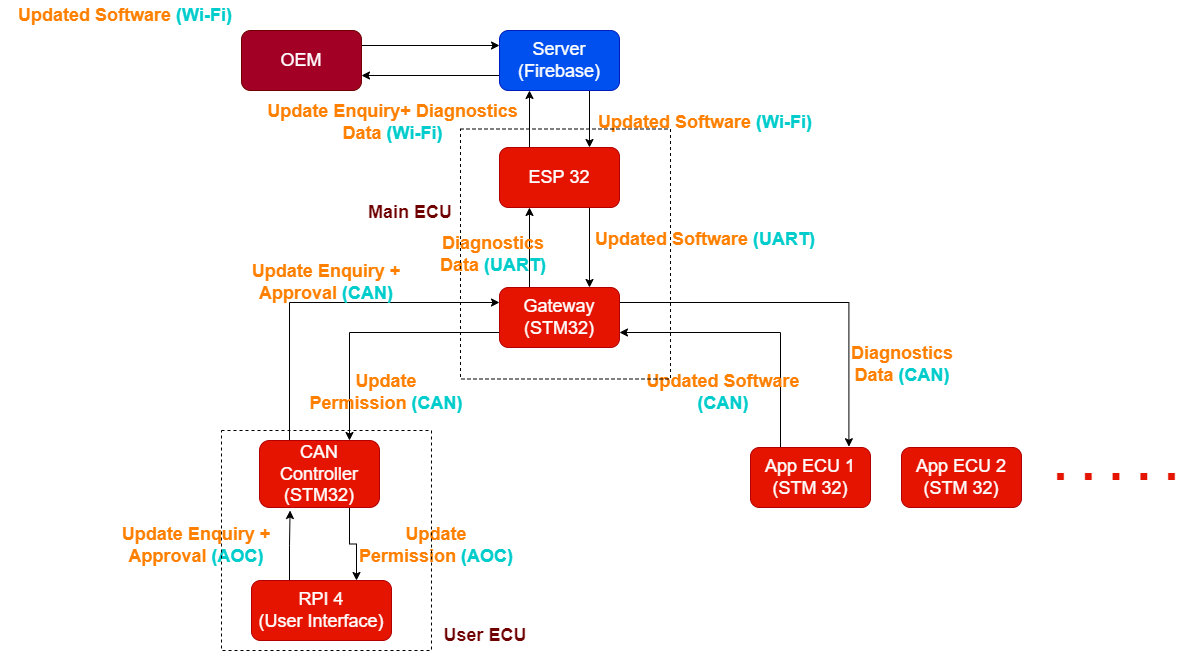 Updated Software (Wi-Fi)
OEM
Server
(Firebase)
Update Enquiry+ Diagnostics
Data (Wi-Fi)
Updated Software (Wi-Fi)
ESP 32
Main ECU
Diagnostics
Data (UART)
Updated Software (UART)
Update Enquiry +
Approval (CAN)
Gateway
(STM32)
Update
Permission (CAN)
Updated Software
(CAN)
Diagnostics
Data (CAN)
CAN
Controller
(STM32)
App ECU 1
(STM 32)
App ECU 2
(STM 32)
Update Enquiry +
Approval (AOC)
Update
Permission (AOC)
RPI 4
(User Interface)
User ECU